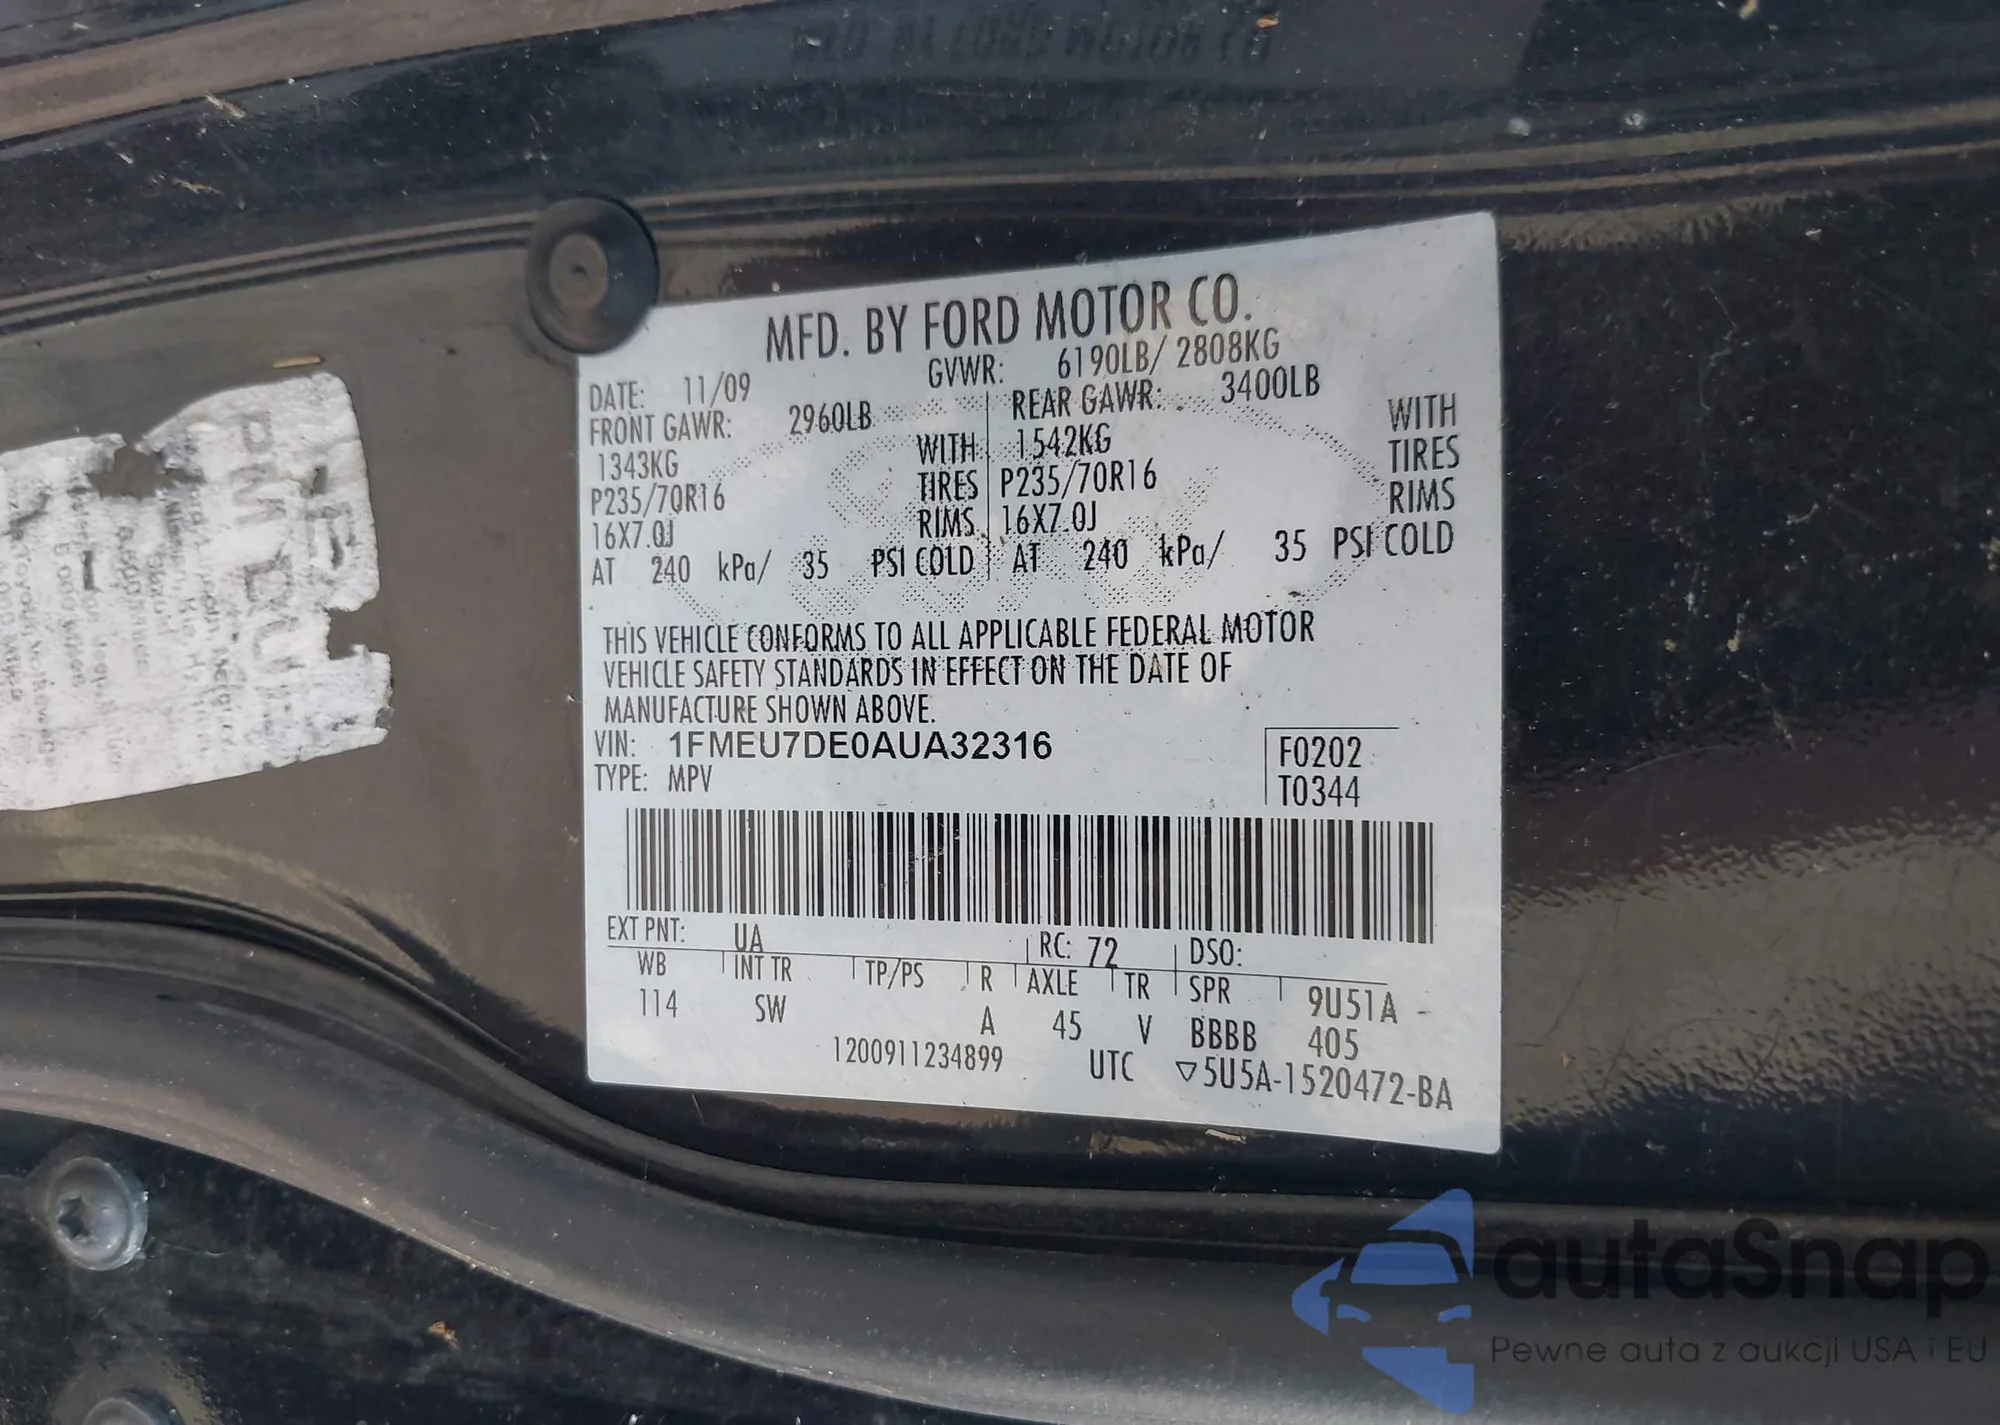 MFD. BY FORD MOTOR CO.
DATE: 11/09 GVWR: 6190LB/ 2808KG
FRONT GAWR: 2960LB REAR GAWR: 3400LB
1343KG WITH 1542KG WITH
P235/70R16 TIRES P235/70R16 TIRES
16X7.0J RIMS 16X7.0J RIMS
AT 240 kPa/ 35 PSI COLD AT 240 kPa/ 35 PSI COLD
THIS VEHICLE CONFORMS TO ALL APPLICABLE FEDERAL MOTOR
VEHICLE SAFETY STANDARDS IN EFFECT ON THE DATE OF
MANUFACTURE SHOWN ABOVE.
VIN: 1FMEU7DE0AUA32316 F0202
TYPE: MPV T0344
EXT PNT: UA RC: 72 DSO:
WB INT TR TP/PS R AXLE TR SPR 9U51A -
114 SW A 45 V BBBB 405
1200911234899 UTC ▽5U5A-1520472-BA
autoSnap
Pewne auta z aukcji USA i EU